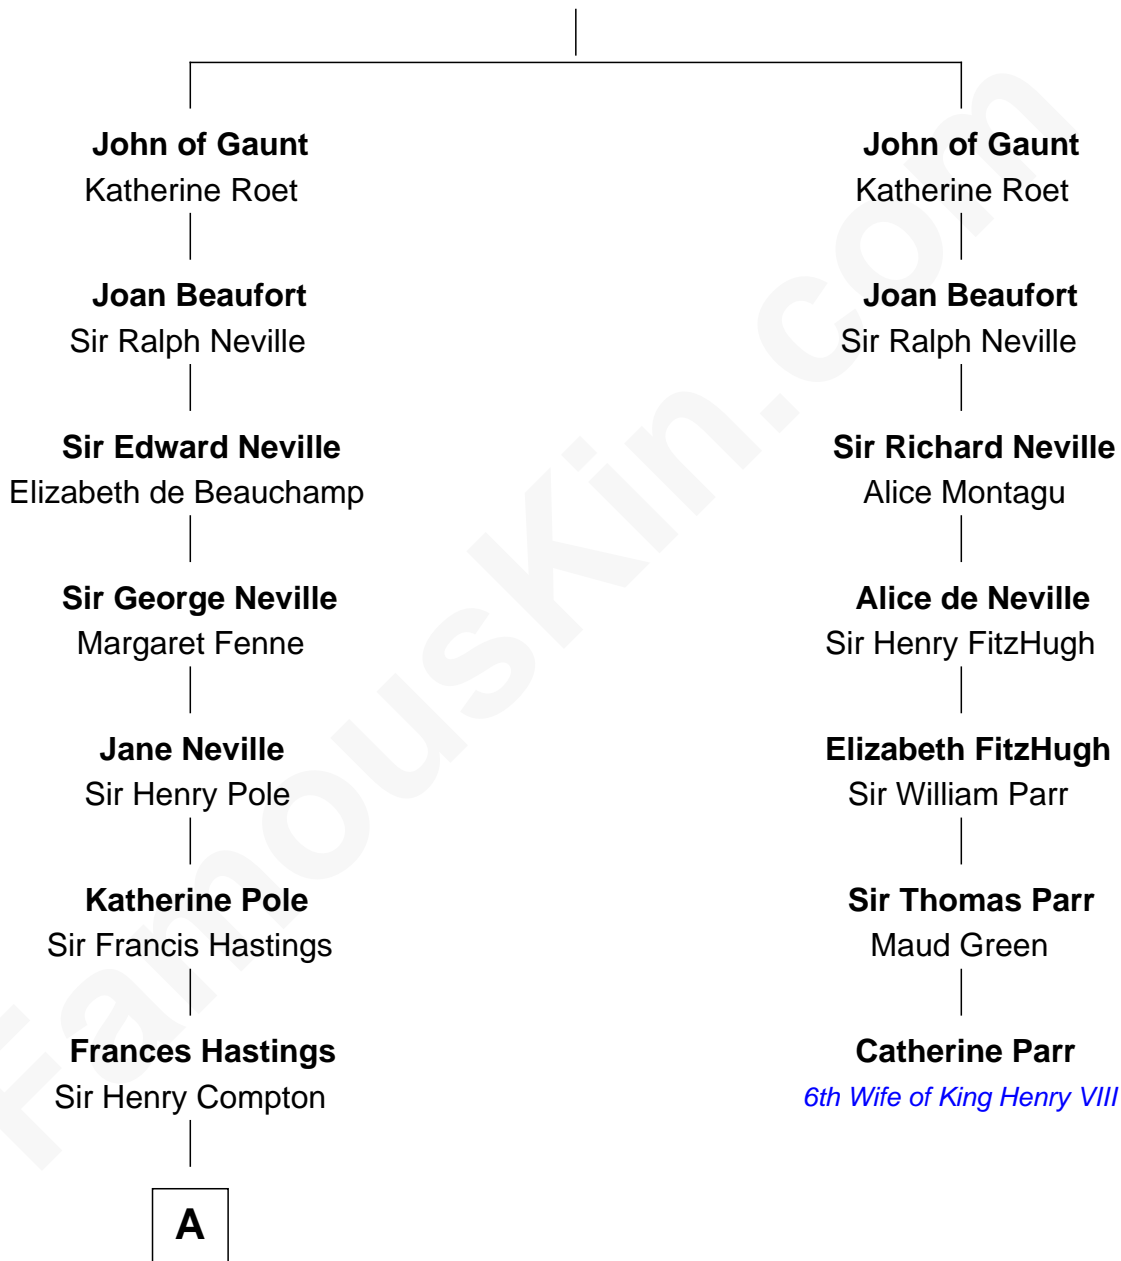 John of Gaunt
Katherine Roet
Joan Beaufort
Sir Ralph Neville
Sir Edward Neville
Elizabeth de Beauchamp
Sir George Neville
Margaret Fenne
Jane Neville
Sir Henry Pole
Katherine Pole
Sir Francis Hastings
Frances Hastings
Sir Henry Compton
A
John of Gaunt
Katherine Roet
Joan Beaufort
Sir Ralph Neville
Sir Richard Neville
Alice Montagu
Alice de Neville
Sir Henry FitzHugh
Elizabeth FitzHugh
Sir William Parr
Sir Thomas Parr
Maud Green
Catherine Parr
6th Wife of King Henry VIII
FamousKin.com